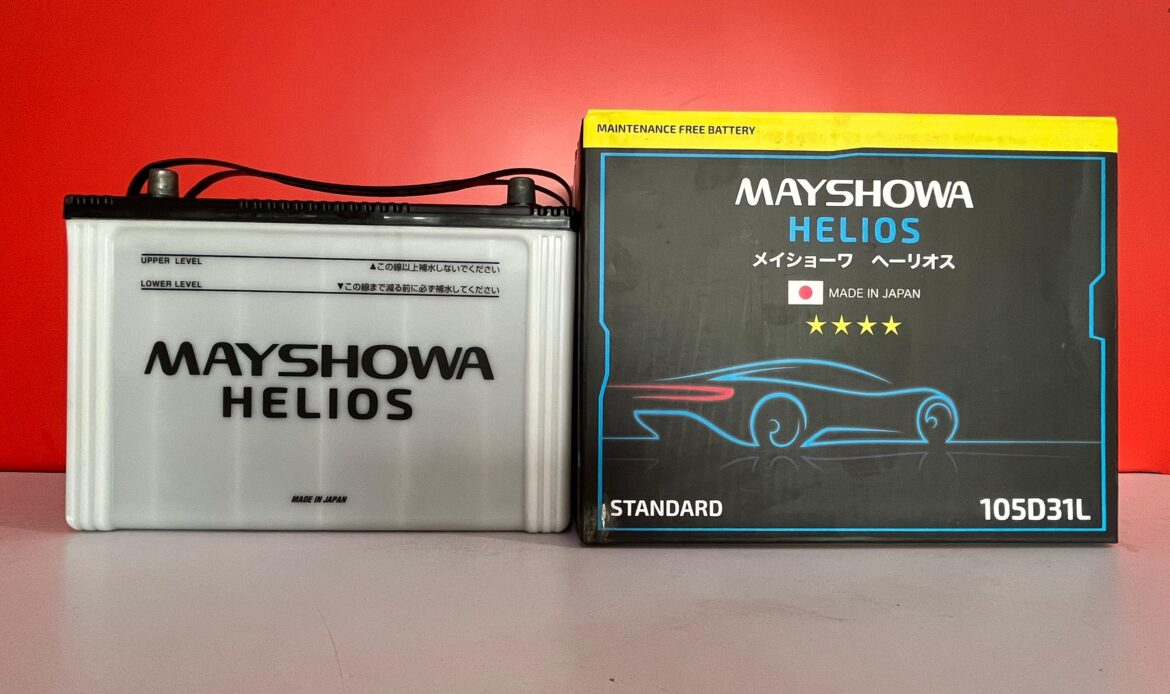 UPPER LEVEL
▲この線以上補水しないでください
LOWER LEVEL
▼この線まで減る前に必ず補水してください
MAYSHOWA
HELIOS
MADE IN JAPAN
MAINTENANCE FREE BATTERY
MAYSHOWA
HELIOS
メイショーワ ヘーリオス
MADE IN JAPAN
STANDARD
105D31L